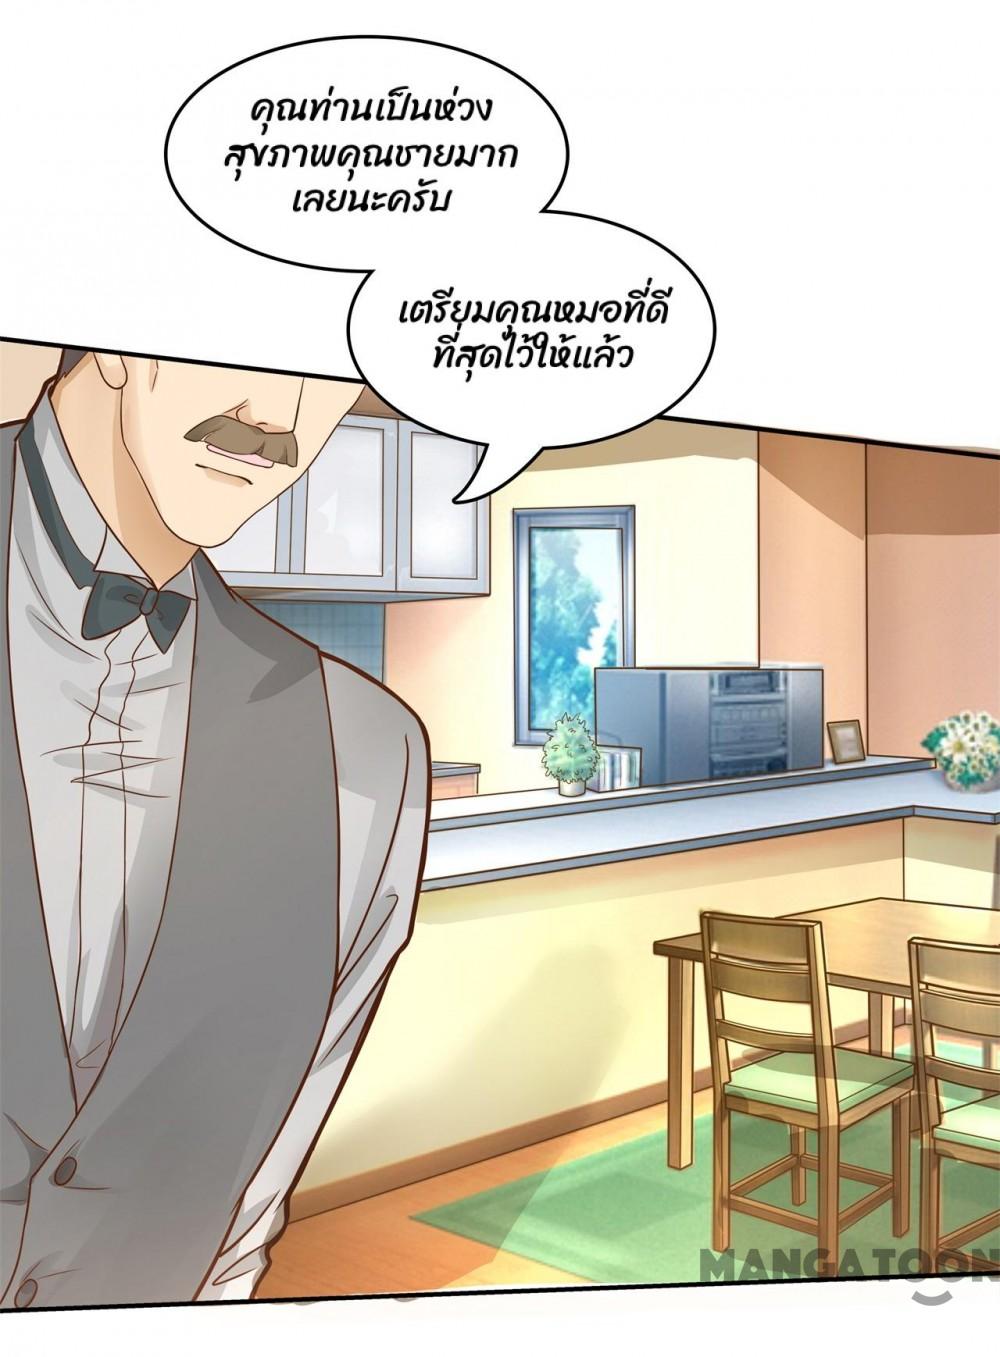 คุณท่านเป็นห่วง
สุขภาพคุณชายมาก
เลยนะครับ
เตรียมคุณหมอที่ดี
ที่สุดไว้ให้แล้ว
MANGATOON